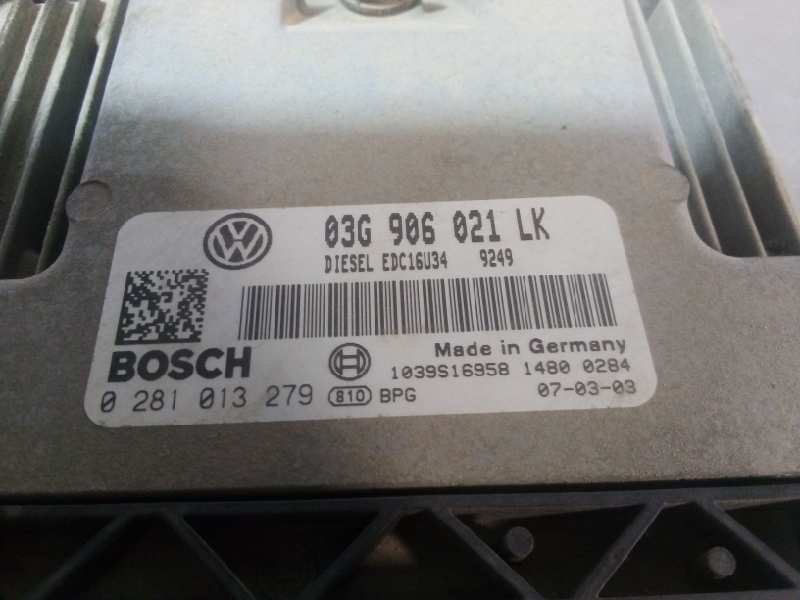 03G 906 021 LK
DIESEL EDC16U34 9249
BOSCH
Made in Germany
1039S16958 1480 0284
0 281 013 279 810 BPG
07-03-03